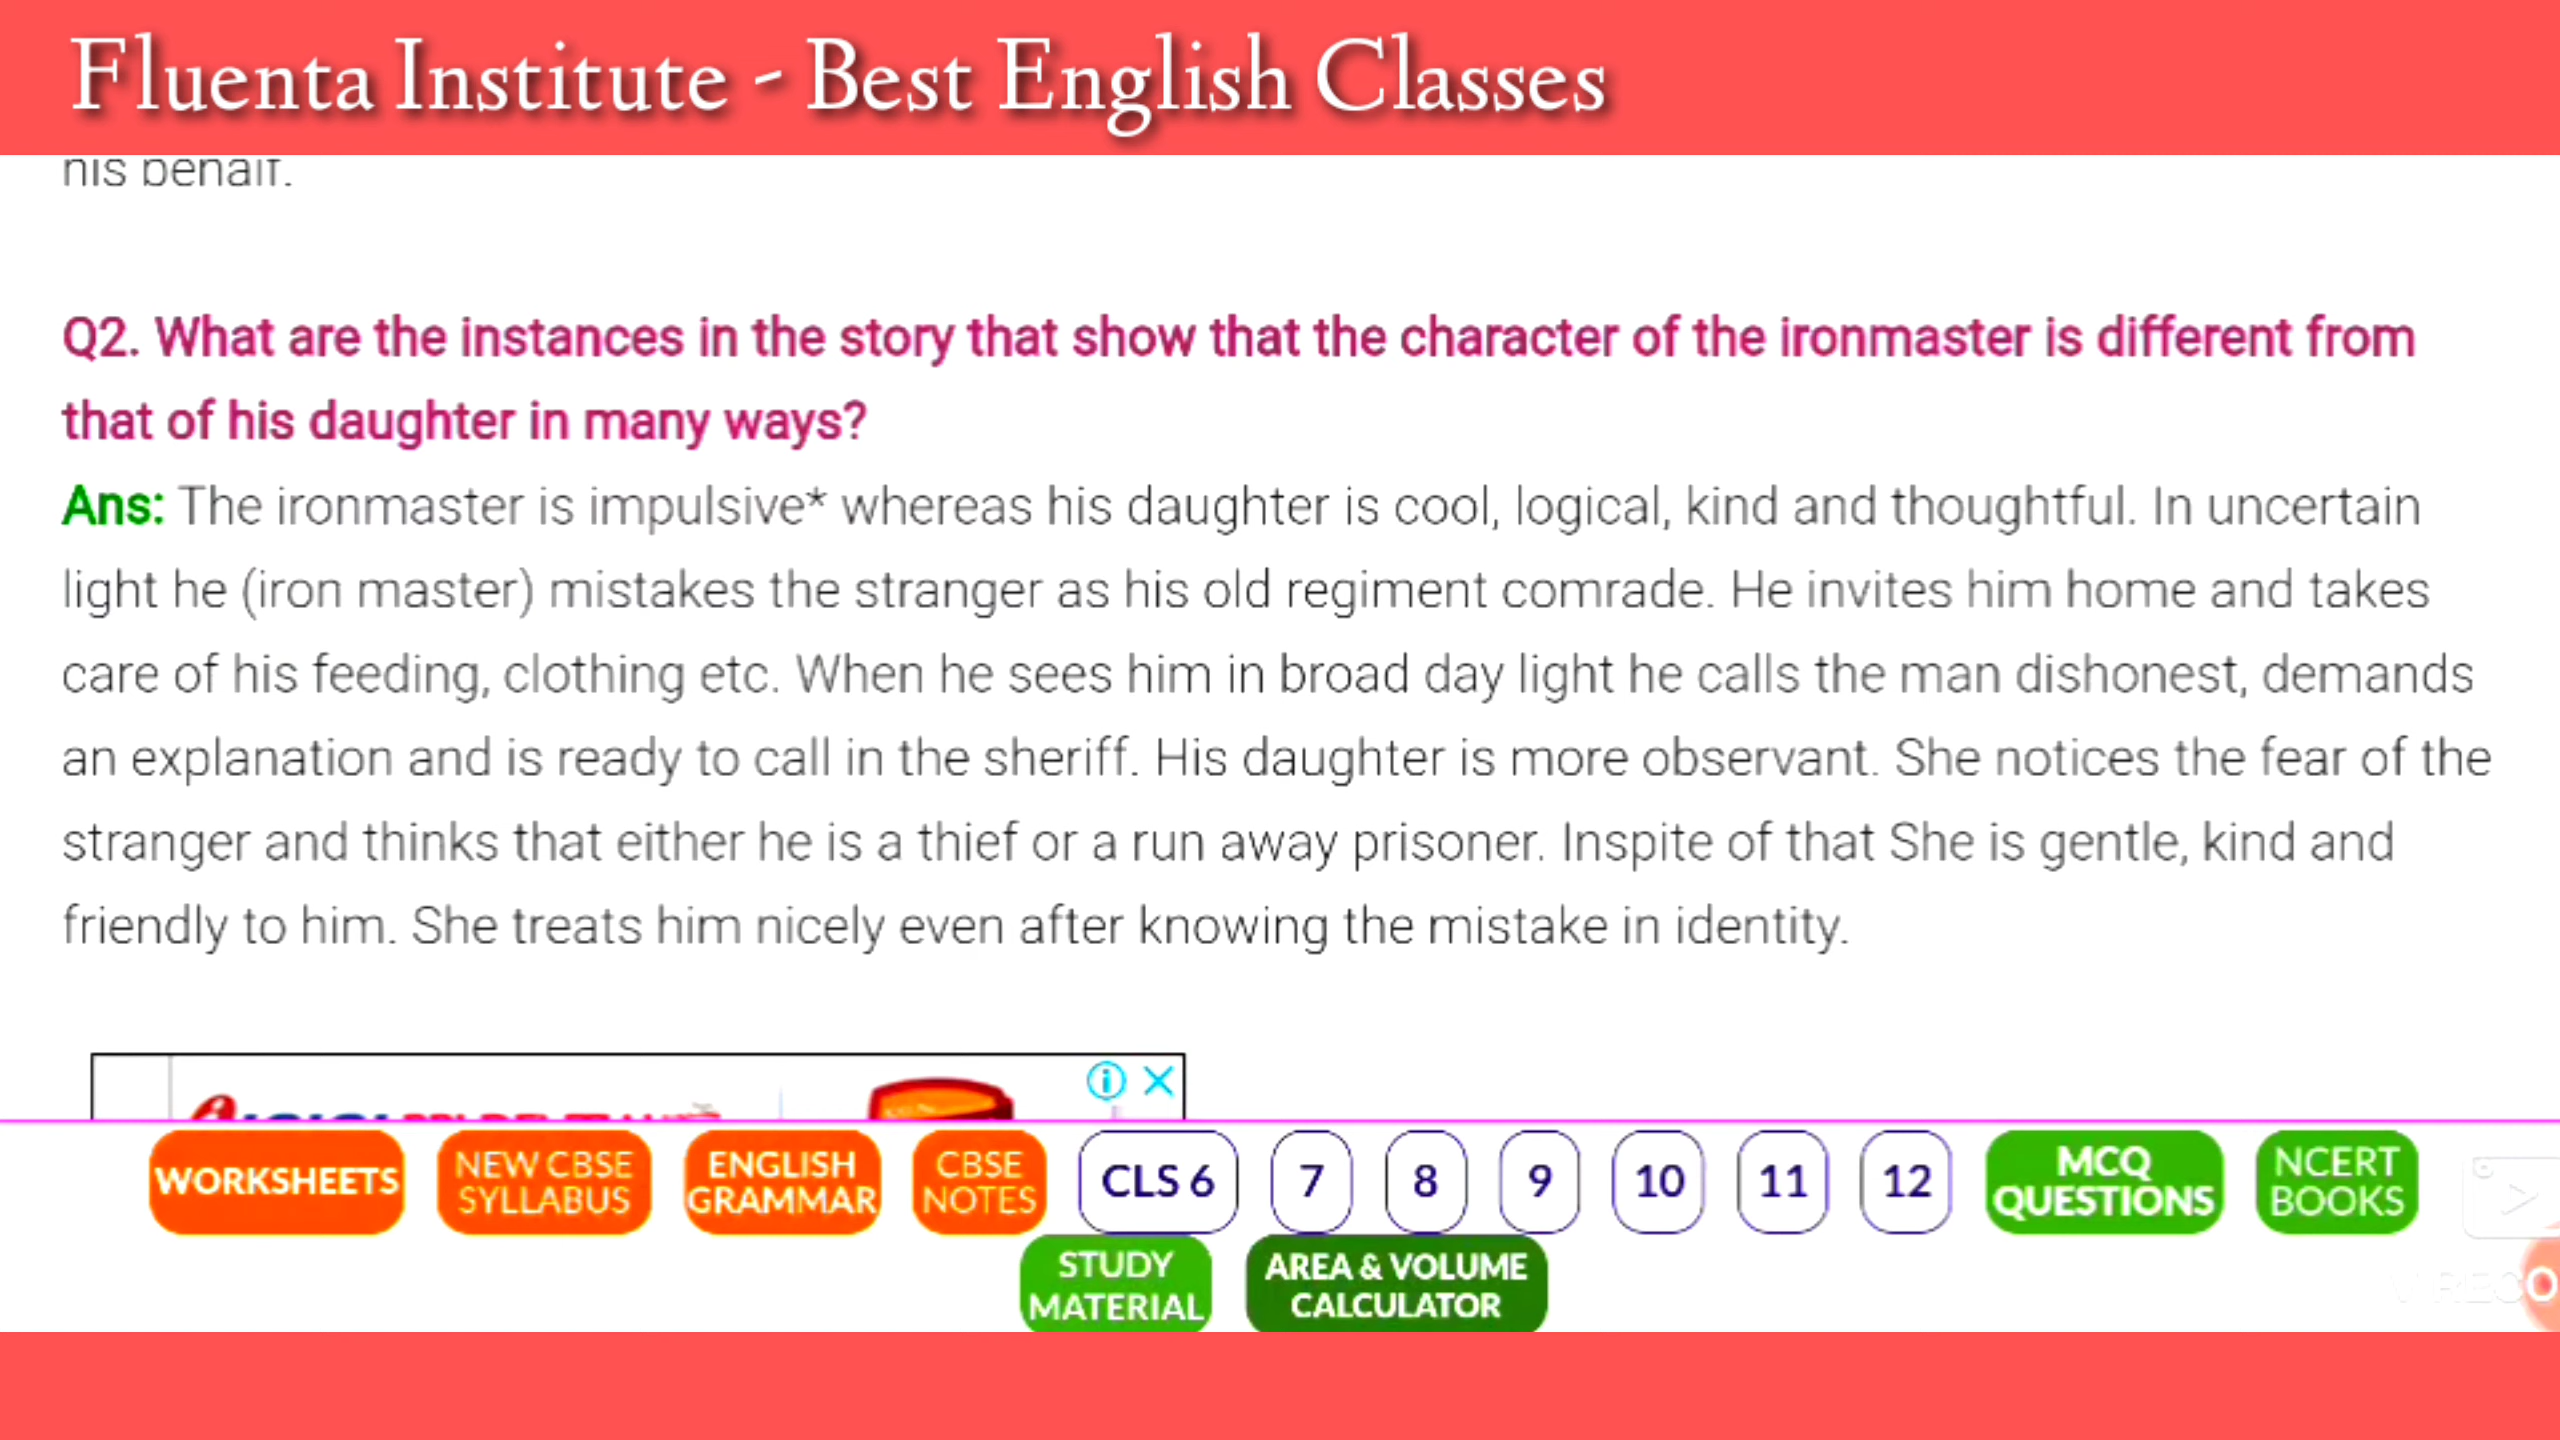 Fluenta Institute - Best English Classes
his behalf.
Q2. What are the instances in the story that show that the character of the ironmaster is different from
that of his daughter in many ways?
Ans: The ironmaster is impulsive* whereas his daughter is cool, logical, kind and thoughtful. In uncertain
light he (iron master) mistakes the stranger as his old regiment comrade. He invites him home and takes
care of his feeding, clothing etc. When he sees him in broad day light he calls the man dishonest, demands
an explanation and is ready to call in the sheriff. His daughter is more observant. She notices the fear of the
stranger and thinks that either he is a thief or a run away prisoner. Inspite of that She is gentle, kind and
friendly to him. She treats him nicely even after knowing the mistake in identity.
WORKSHEETS
NEW CBSE
SYLLABUS
ENGLISH
GRAMMAR
CBSE
NOTES
CLS 6
7
8
9
10
11
12
MCQ
QUESTIONS
NCERT
BOOKS
STUDY
MATERIAL
AREA & VOLUME
CALCULATOR